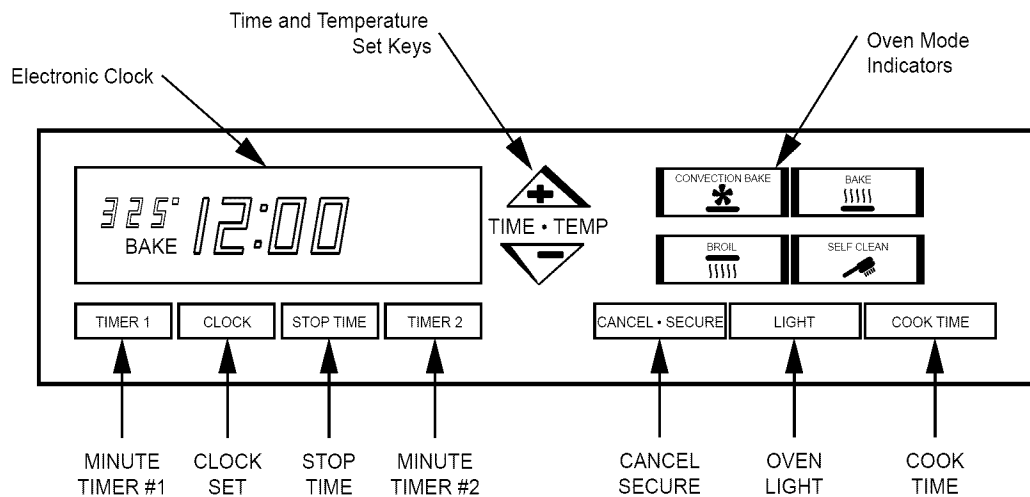 Time and Temperature
Set Keys
Oven Mode
Indicators
Electronic Clock
CONVECTION BAKE
BAKE
325°
BAKE
12:00
TIME • TEMP
BROIL
SELF CLEAN
TIMER 1
CLOCK
STOP TIME
TIMER 2
CANCEL • SECURE
LIGHT
COOK TIME
MINUTE
TIMER #1
CLOCK
SET
STOP
TIME
MINUTE
TIMER #2
CANCEL
SECURE
OVEN
LIGHT
COOK
TIME